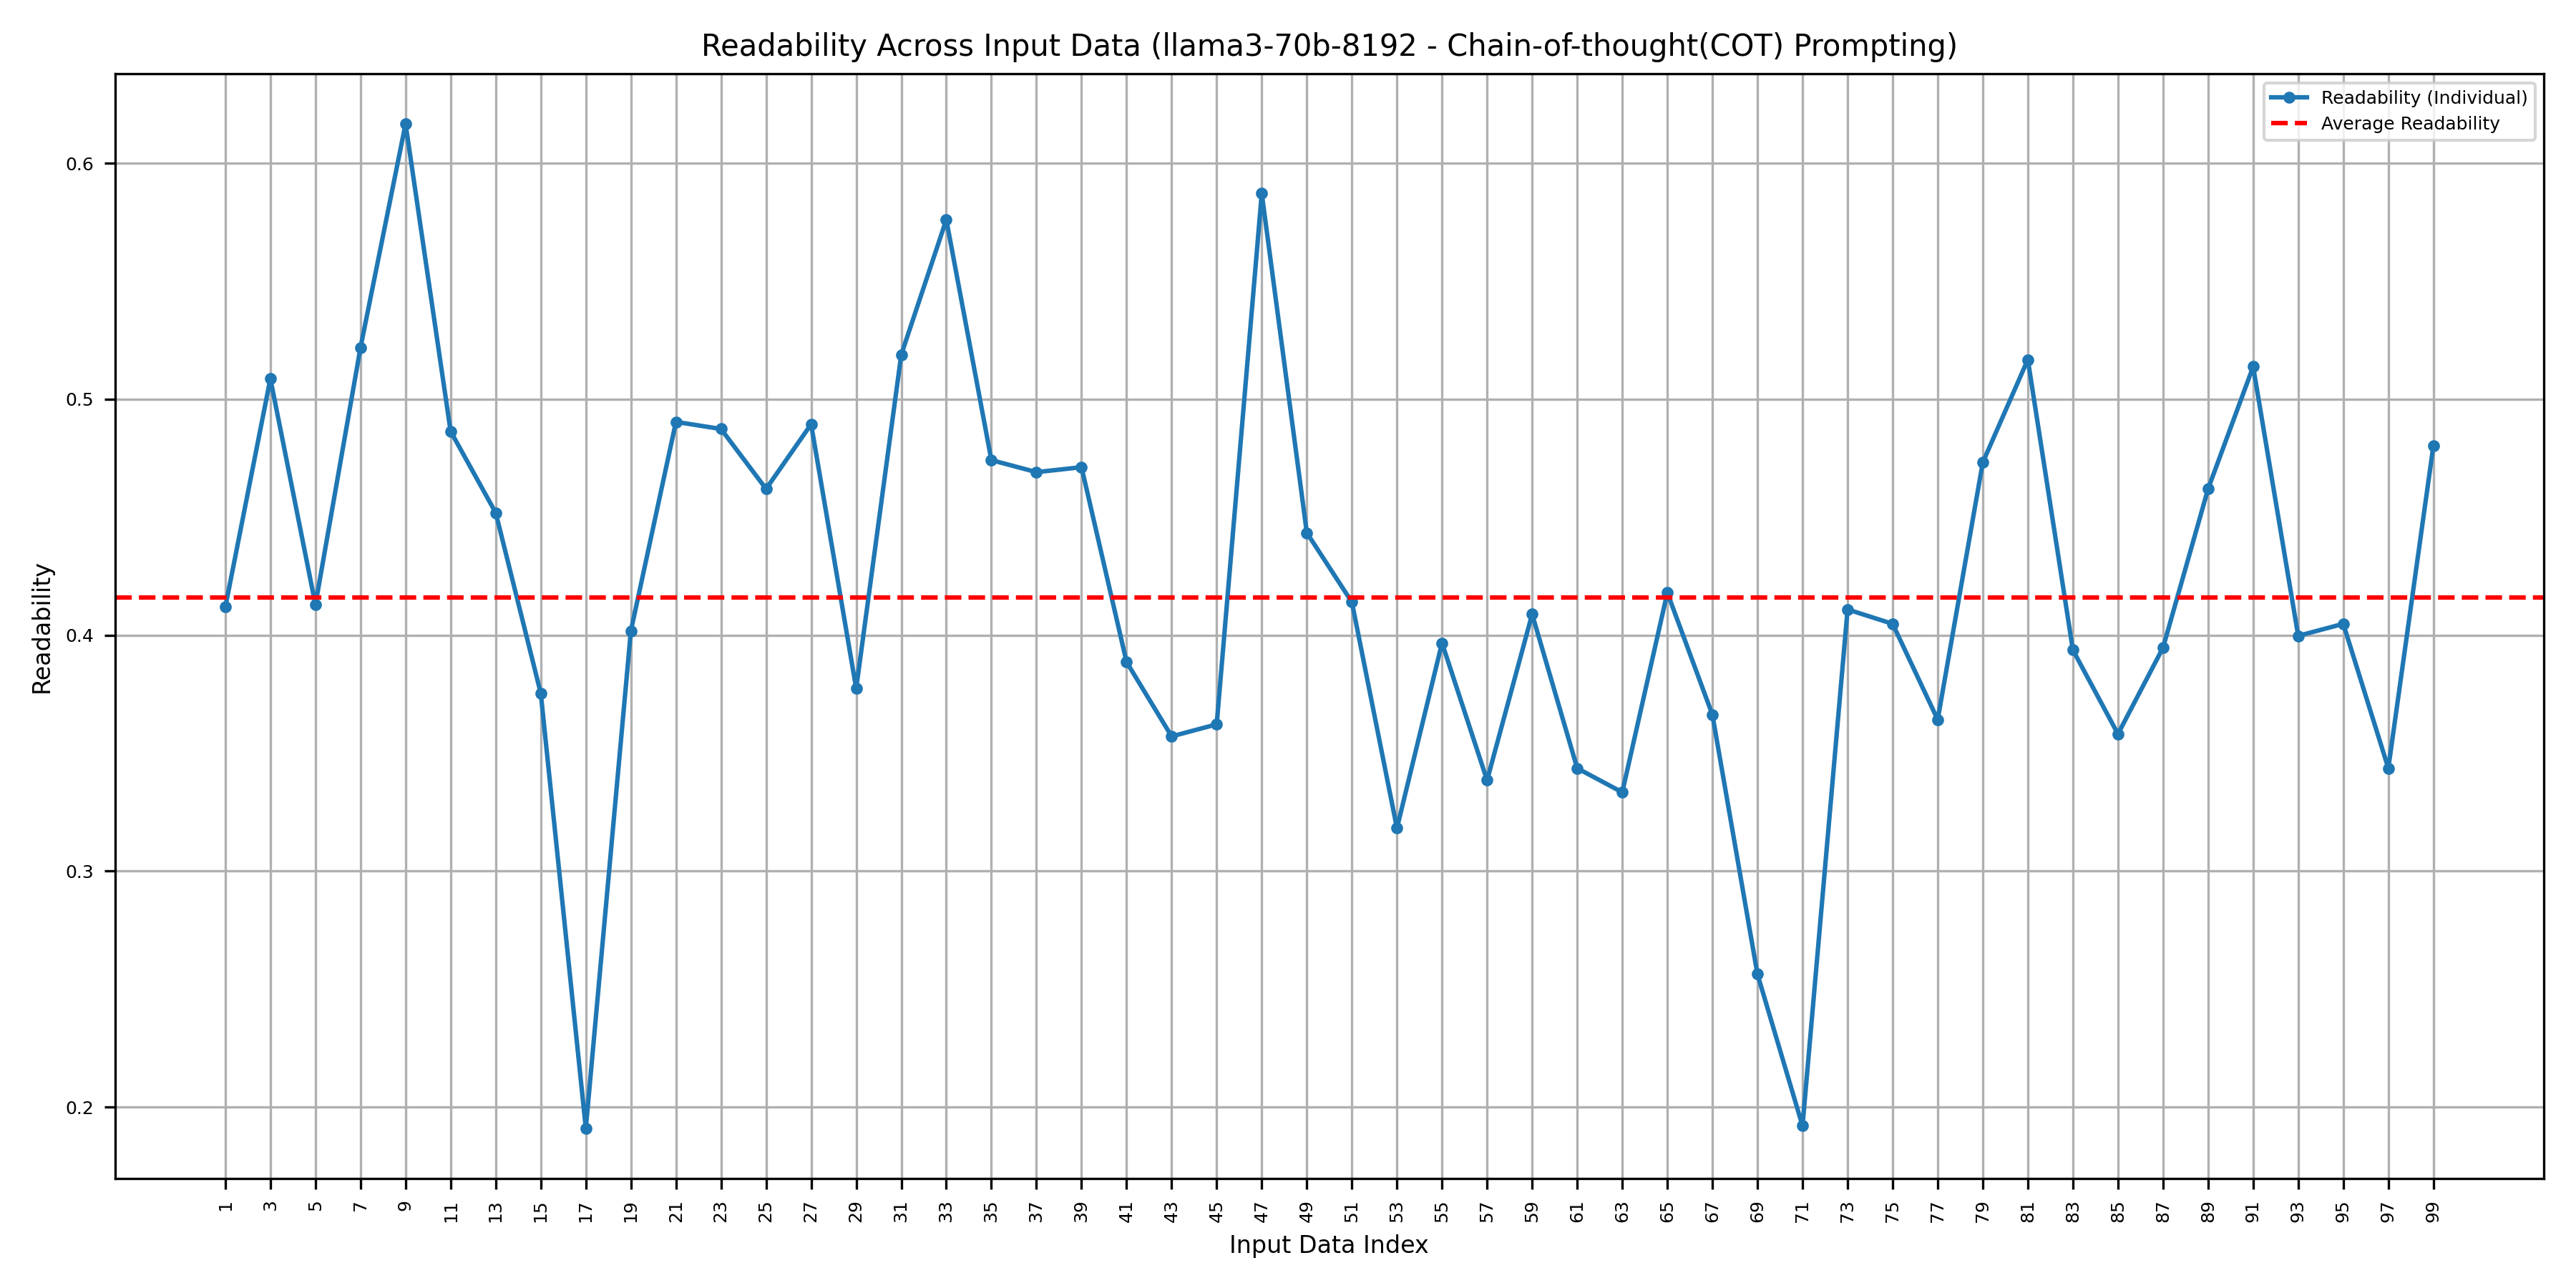 Readability Across Input Data (llama3-70b-8192 - Chain-of-thought(COT) Prompting)
Readability (Individual)
Average Readability
0.6
0.5
0.4
0.3
0.2
Readability
1 3 5 7 9 11 13 15 17 19 21 23 25 27 29 31 33 35 37 39 41 43 45 47 49 51 53 55 57 59 61 63 65 67 69 71 73 75 77 79 81 83 85 87 89 91 93 95 97 99
Input Data Index